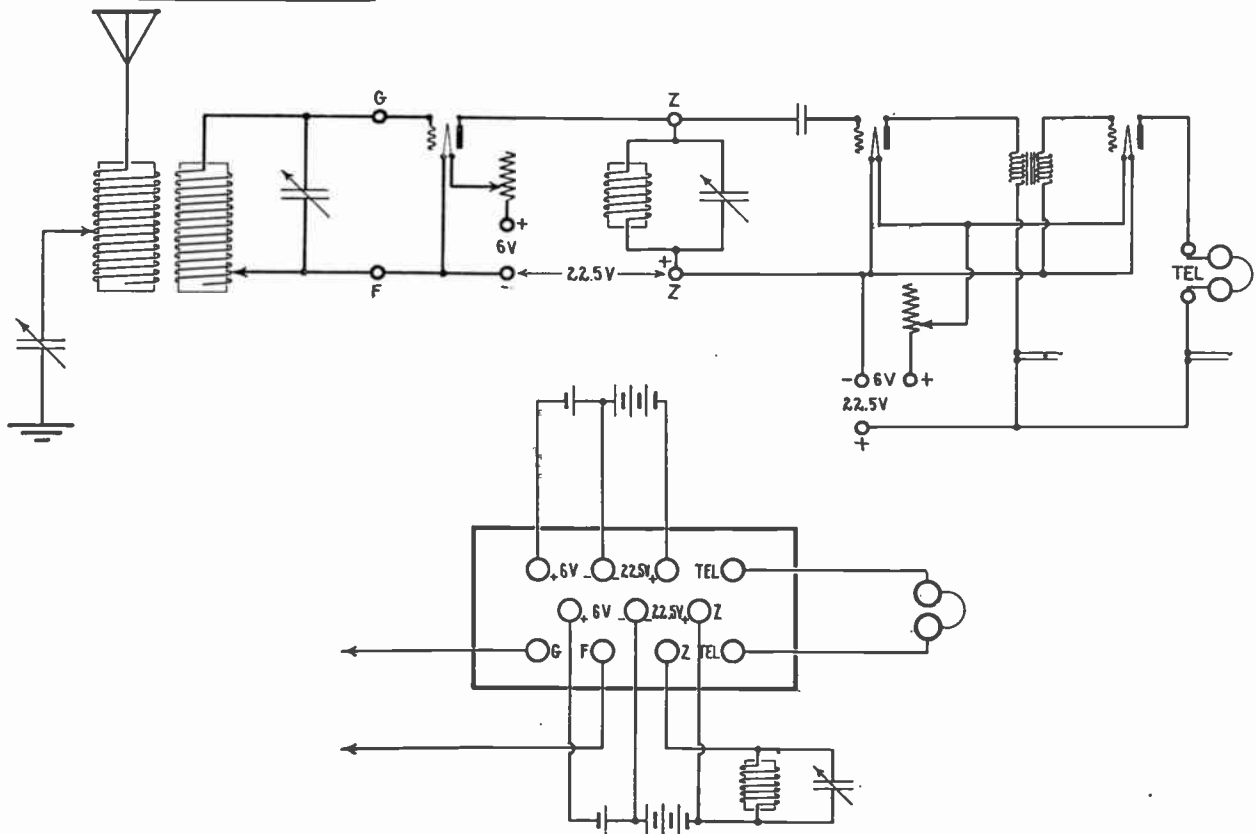 G
Z
+
6V
-
F
22.5V
+
Z
TEL
- 6V +
22.5V
+
+ 6V - - 22.5V + TEL
+ 6V - - 22.5V + Z
G F Z TEL